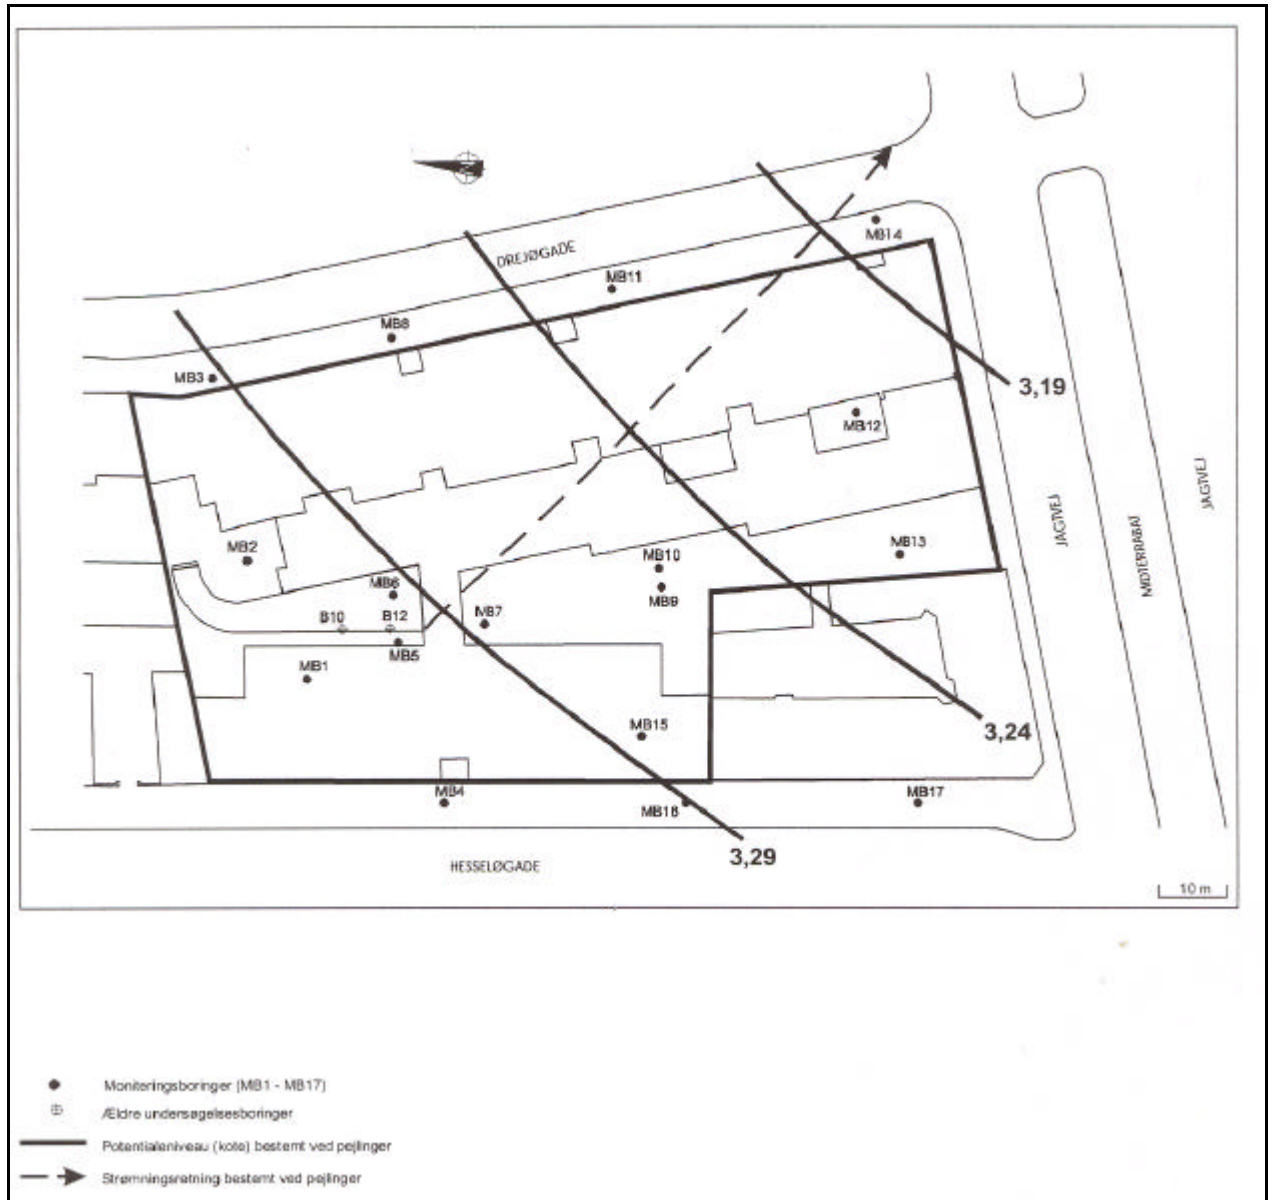 DREJØGADE
MB14
MB11
MB8
MB3
3,19
MB12
JAGTVEJ
JAGTVEJ
MIDTERRABAT
MB2
MB10
MB13
MB6
MB9
B10
B12
MB7
MB5
MB1
MB15
3,24
MB4
MB16
MB17
3,29
HESSELØGADE
10 m
Moniteringsboringer (MB1 - MB17)
Ældre undersøgelsesboringer
Potentialeniveau (kote) bestemt ved pejlinger
Strømningsretning bestemt ved pejlinger